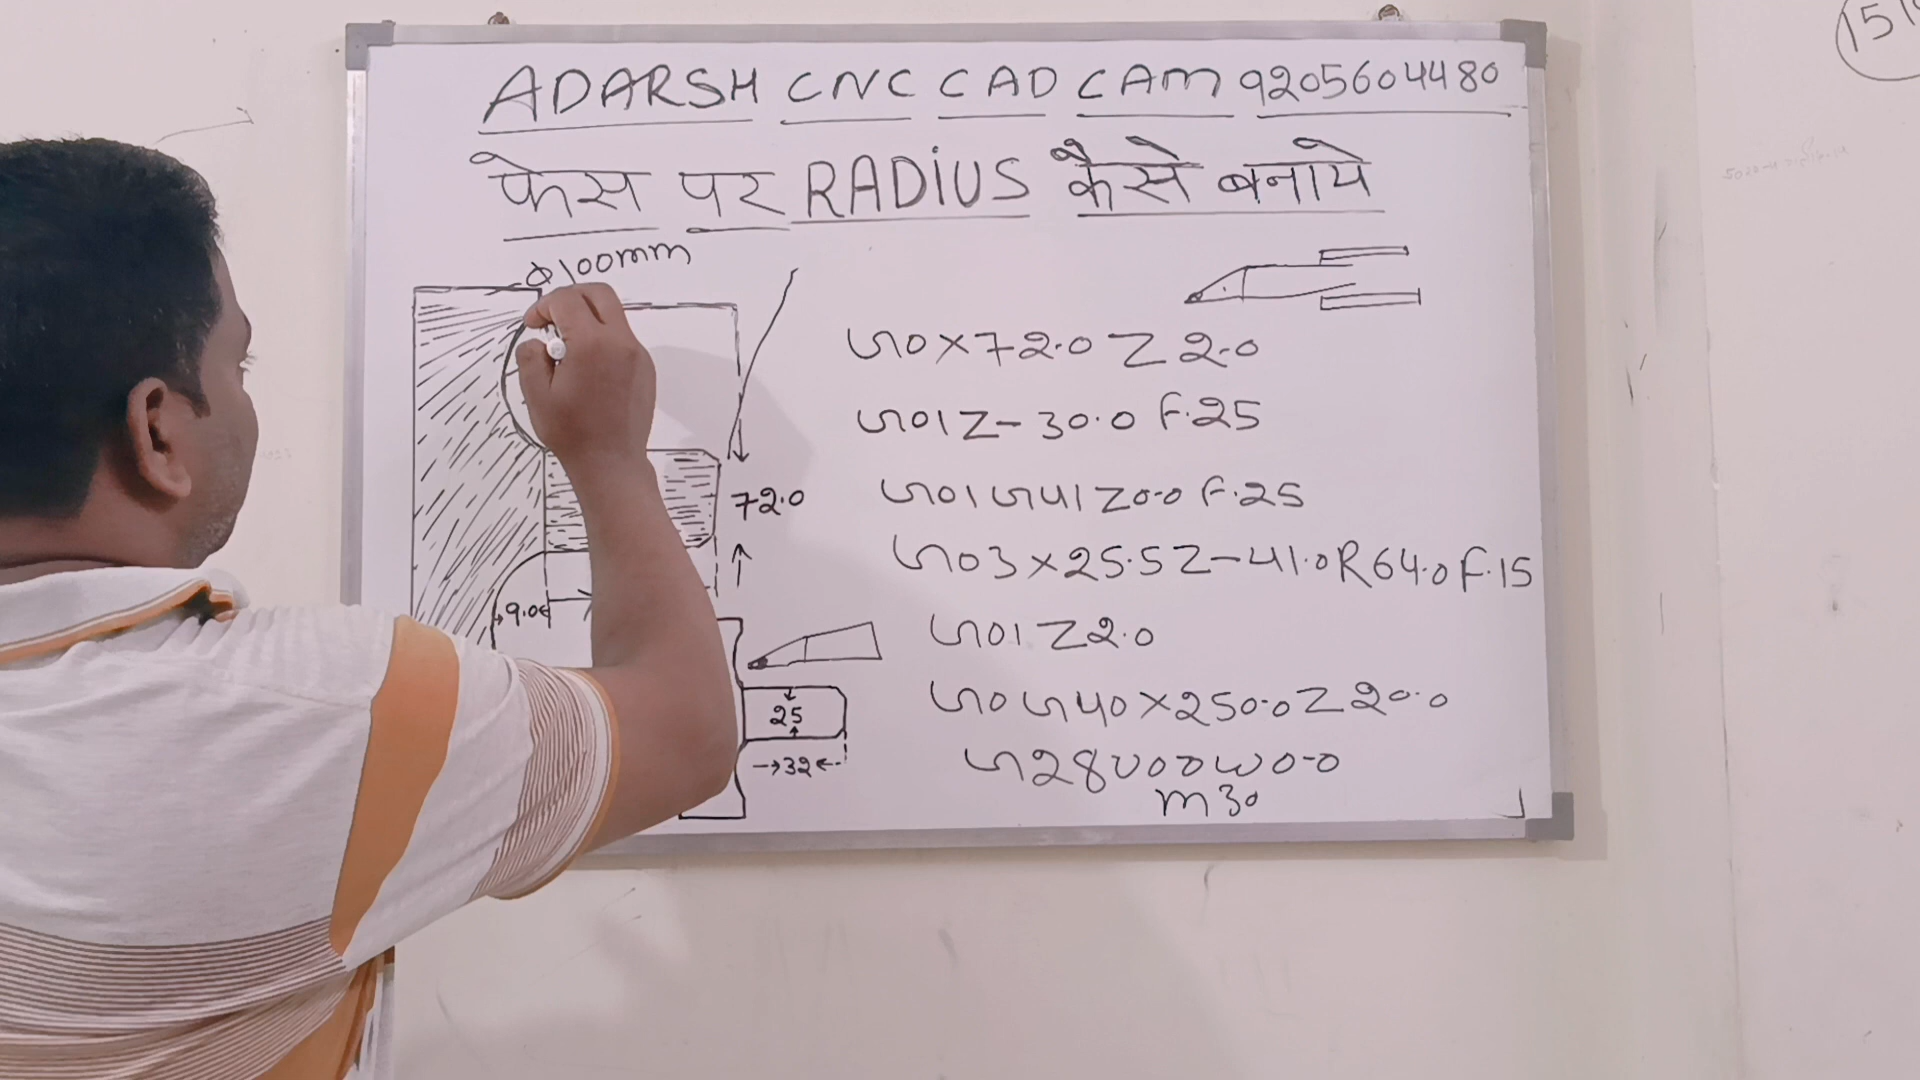 ADARSH CNC CAD CAM 9205604480
फेस पर RADiUS कैसे बनाये
Φ100mm
G0X72.0Z2.0
G01Z-30.0F.25
G01G41Z0.0F.25
72.0
G03X25.5Z-41.0R64.0F.15
G01Z2.0
G0G40X250.0Z20.0
25
32
G28U0.0W0.0
M30